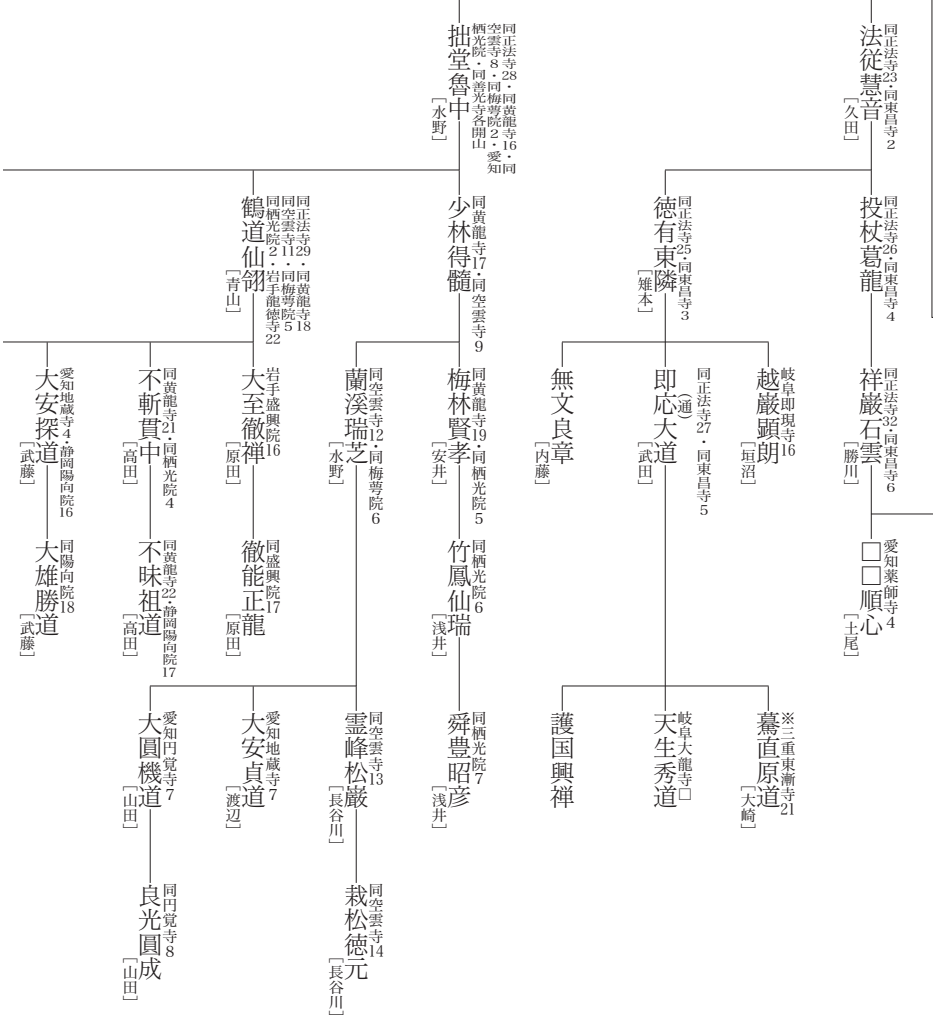 同正法寺23・同東昌寺2
法従慧音
［久田］
同正法寺28・同黄龍寺16・同
空雲寺8・同梅萼院2・愛知
栖光院・同善光寺各開山
拙堂魯中
［水野］
同正法寺26・同東昌寺4
投杖葛龍
同正法寺25・同東昌寺3
徳有東隣
［雉本］
同黄龍寺17・同空雲寺9
少林得髓
同正法寺29・同黄龍寺18
同空雲寺11・同梅萼院5
同栖光院2・岩手龍徳寺22
鶴道仙翎
［青山］
同正法寺32・同東昌寺6
祥巌石雲
［勝川］
岐阜即現寺16
越巌顕朗
［垣沼］
同正法寺27・同東昌寺5
（通）
即応大道
［武田］
無文良章
［内藤］
同黄龍寺19・同栖光院5
梅林賢孝
［安井］
同空雲寺12・同梅萼院6
蘭溪瑞芝
［水野］
岩手盛興院16
大至徹禅
［原田］
同黄龍寺21・同栖光院4
不斬貫中
［高田］
愛知地蔵寺4・静岡陽向院16
大安探道
［武藤］
愛知薬師寺4
□□順心
［土尾］
同栖光院6
竹鳳仙瑞
［浅井］
同盛興院17
徹能正龍
［原田］
同黄龍寺22・静岡陽向院17
不昧祖道
［高田］
同陽向院18
大雄勝道
［武藤］
※三重東漸寺21
驀直原道
［大崎］
岐阜大龍寺□
天生秀道
護国興禅
同栖光院7
舜豊昭彦
［浅井］
同空雲寺13
霊峰松巌
［長谷川］
愛知地蔵寺7
大安貞道
［渡辺］
愛知円覚寺7
大圓機道
［山田］
同空雲寺14
栽松徳元
［長谷川］
同円覚寺8
良光圓成
［山田］